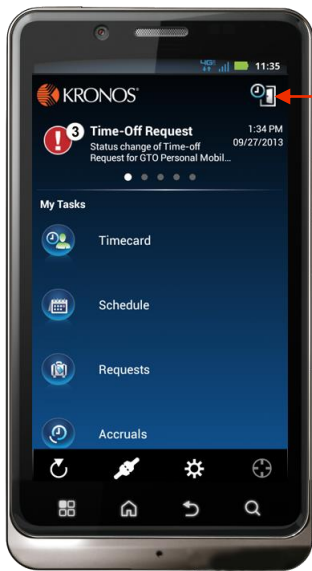 4G 11:35
KRONOS®
3 Time-Off Request 1:34 PM
Status change of Time-off 09/27/2013
Request for GTO Personal Mobil...
My Tasks
Timecard
Schedule
Requests
Accruals